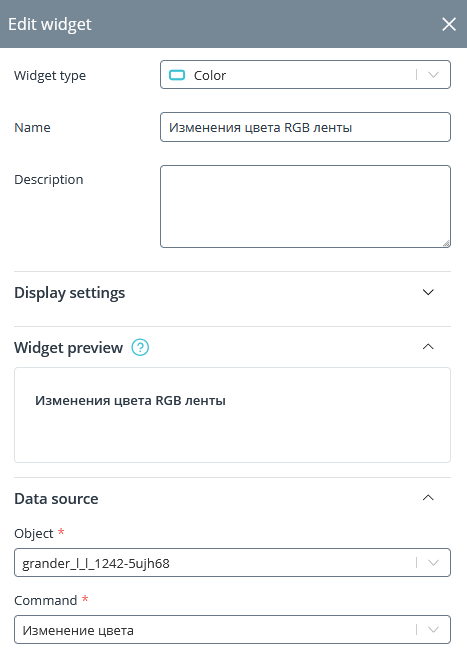 Edit widget
Widget type
Color
Name
Изменения цвета RGB ленты
Description
Display settings
Widget preview ?
Изменения цвета RGB ленты
Data source
Object *
grander_l_l_1242-5ujh68
Command *
Изменение цвета